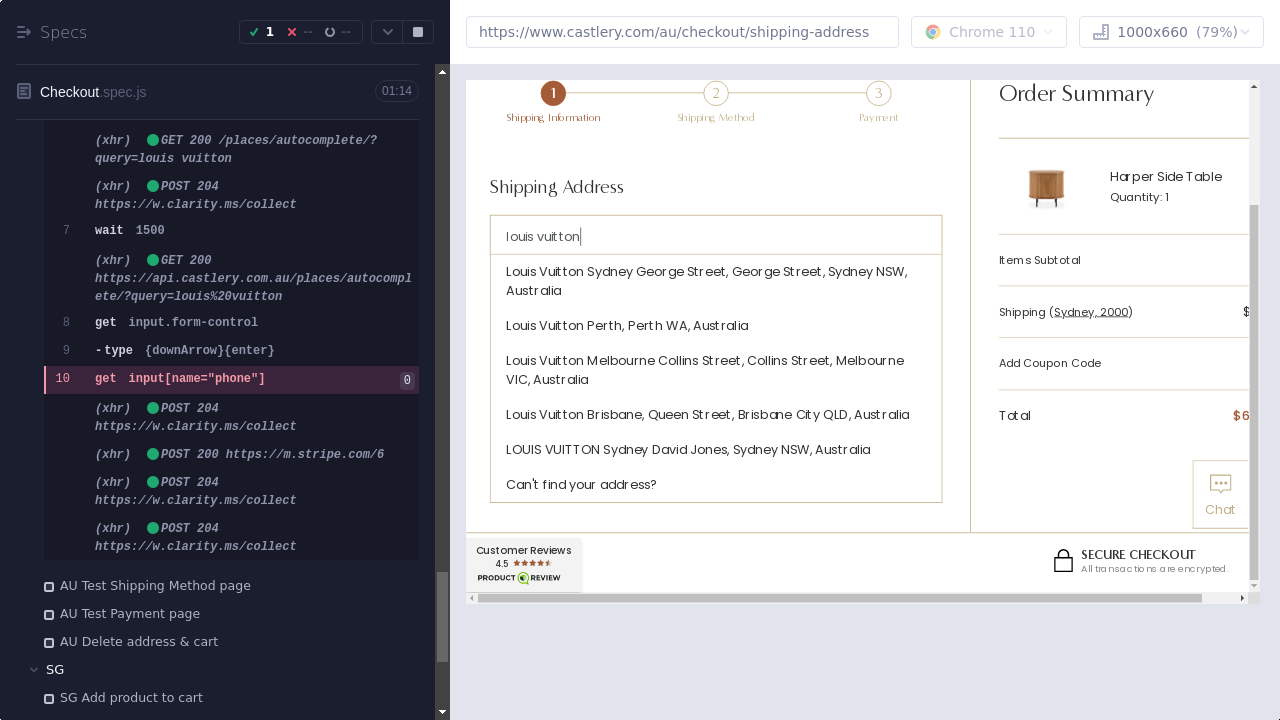 Specs
1
--
--
Checkout.spec.js
01:14
(xhr) GET 200 /places/autocomplete/?
query=louis vuitton
(xhr) POST 204
https://w.clarity.ms/collect
7 wait 1500
(xhr) GET 200
https://api.castlery.com.au/places/autocompl
ete/?query=louis%20vuitton
8 get input.form-control
9 -type {downArrow}{enter}
10 get input[name="phone"] 0
(xhr) POST 204
https://w.clarity.ms/collect
(xhr) POST 200 https://m.stripe.com/6
(xhr) POST 204
https://w.clarity.ms/collect
(xhr) POST 204
https://w.clarity.ms/collect
AU Test Shipping Method page
AU Test Payment page
AU Delete address & cart
SG
SG Add product to cart
https://www.castlery.com/au/checkout/shipping-address
Chrome 110
1000x660 (79%)
1
2
3
Shipping Information
Shipping Method
Payment
Shipping Address
louis vuitton
Louis Vuitton Sydney George Street, George Street, Sydney NSW,
Australia
Louis Vuitton Perth, Perth WA, Australia
Louis Vuitton Melbourne Collins Street, Collins Street, Melbourne
VIC, Australia
Louis Vuitton Brisbane, Queen Street, Brisbane City QLD, Australia
LOUIS VUITTON Sydney David Jones, Sydney NSW, Australia
Can't find your address?
Order Summary
Harper Side Table
Quantity: 1
Items Subtotal
Shipping (Sydney, 2000)
$
Add Coupon Code
Total
$6
Chat
Customer Reviews
4.5
PRODUCT REVIEW
SECURE CHECKOUT
All transactions are encrypted.